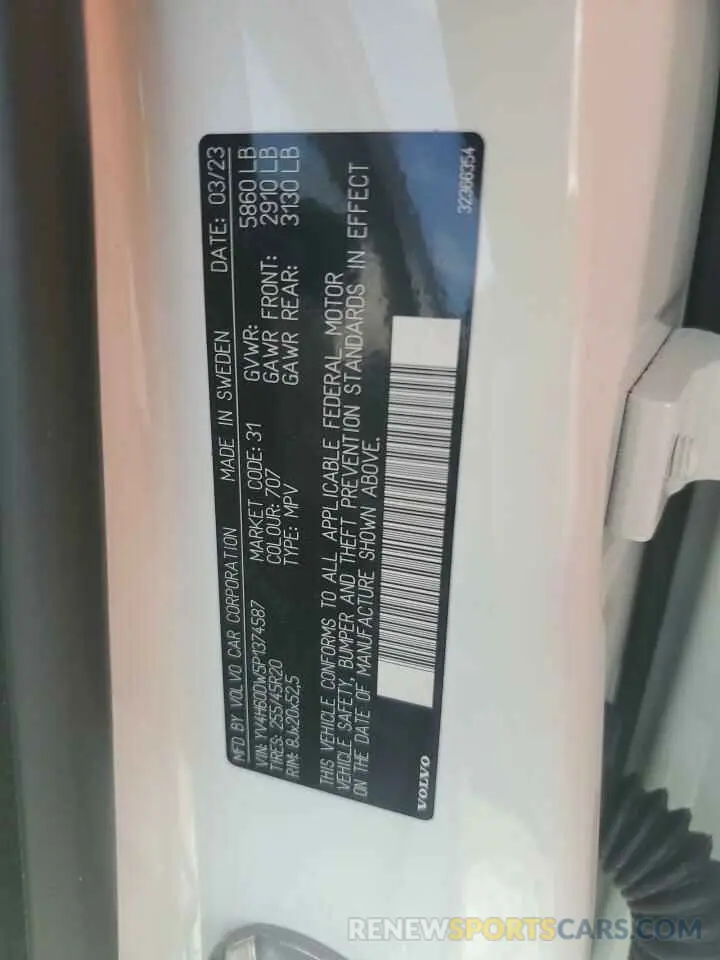 MFD BY VOLVO CAR CORPORATION MADE IN SWEDEN DATE: 03/23
VIN: YV4H600W5P1374587 MARKET CODE: 31 GVWR: 5860 LB
TIRES: 255/45R20 COLOUR: 707 GAWR FRONT: 2910 LB
RIM: 8Jx20x52,5 TYPE: MPV GAWR REAR: 3130 LB
THIS VEHICLE CONFORMS TO ALL APPLICABLE FEDERAL MOTOR
VEHICLE SAFETY, BUMPER AND THEFT PREVENTION STANDARDS IN EFFECT
ON THE DATE OF MANUFACTURE SHOWN ABOVE.
VOLVO 32366354
RENEWSPORTSCARS.COM